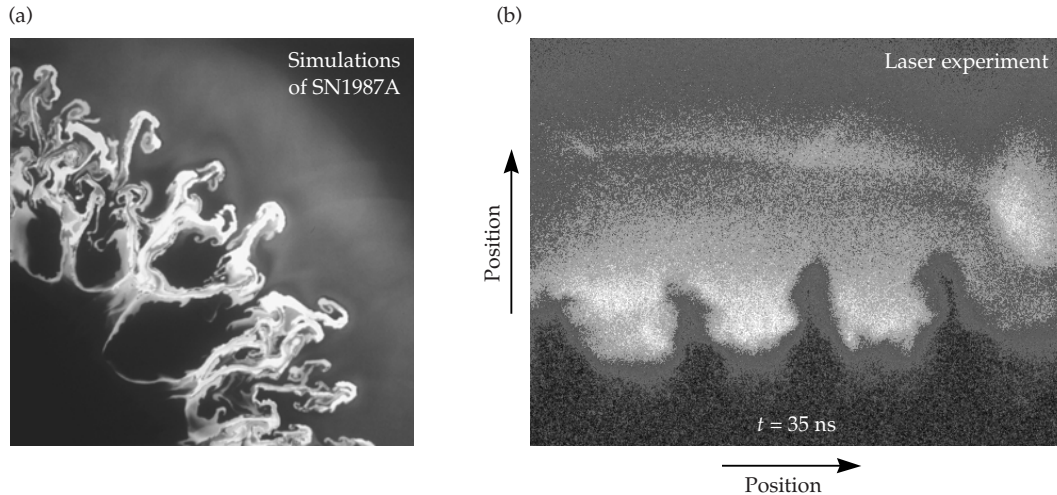 (a)
Simulations
of SN1987A
(b)
Laser experiment
Position
t = 35 ns
Position